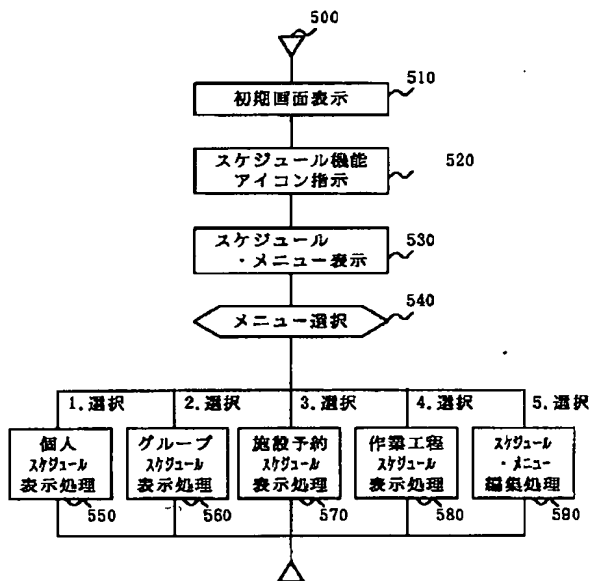 500
初期画面表示
510
スケジュール機能
アイコン指示
520
スケジュール
・メニュー表示
530
メニュー選択
540
1.選択
2.選択
3.選択
4.選択
5.選択
個人
スケジュール
表示処理
550
グループ
スケジュール
表示処理
560
施設予約
スケジュール
表示処理
570
作業工程
スケジュール
表示処理
580
スケジュール
・メニュー
編集処理
590